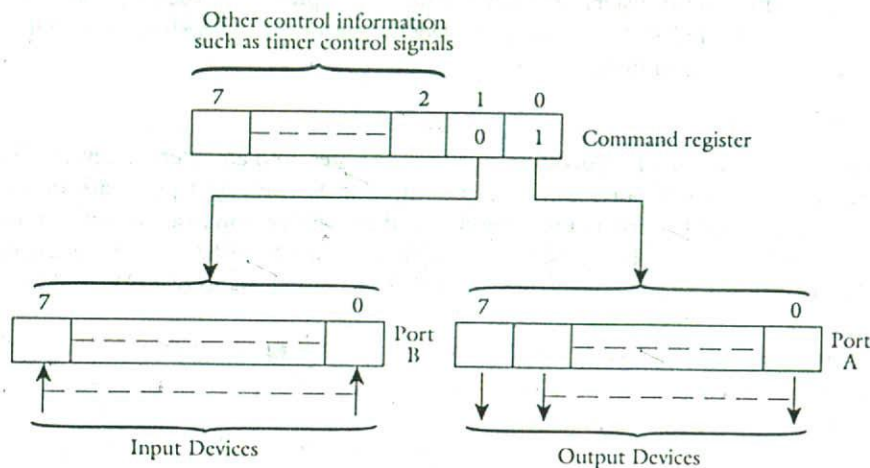 Other control information
such as timer control signals
7 2 1 0
0 1 Command register
7 0 Port
B
7 0 Port
A
Input Devices
Output Devices